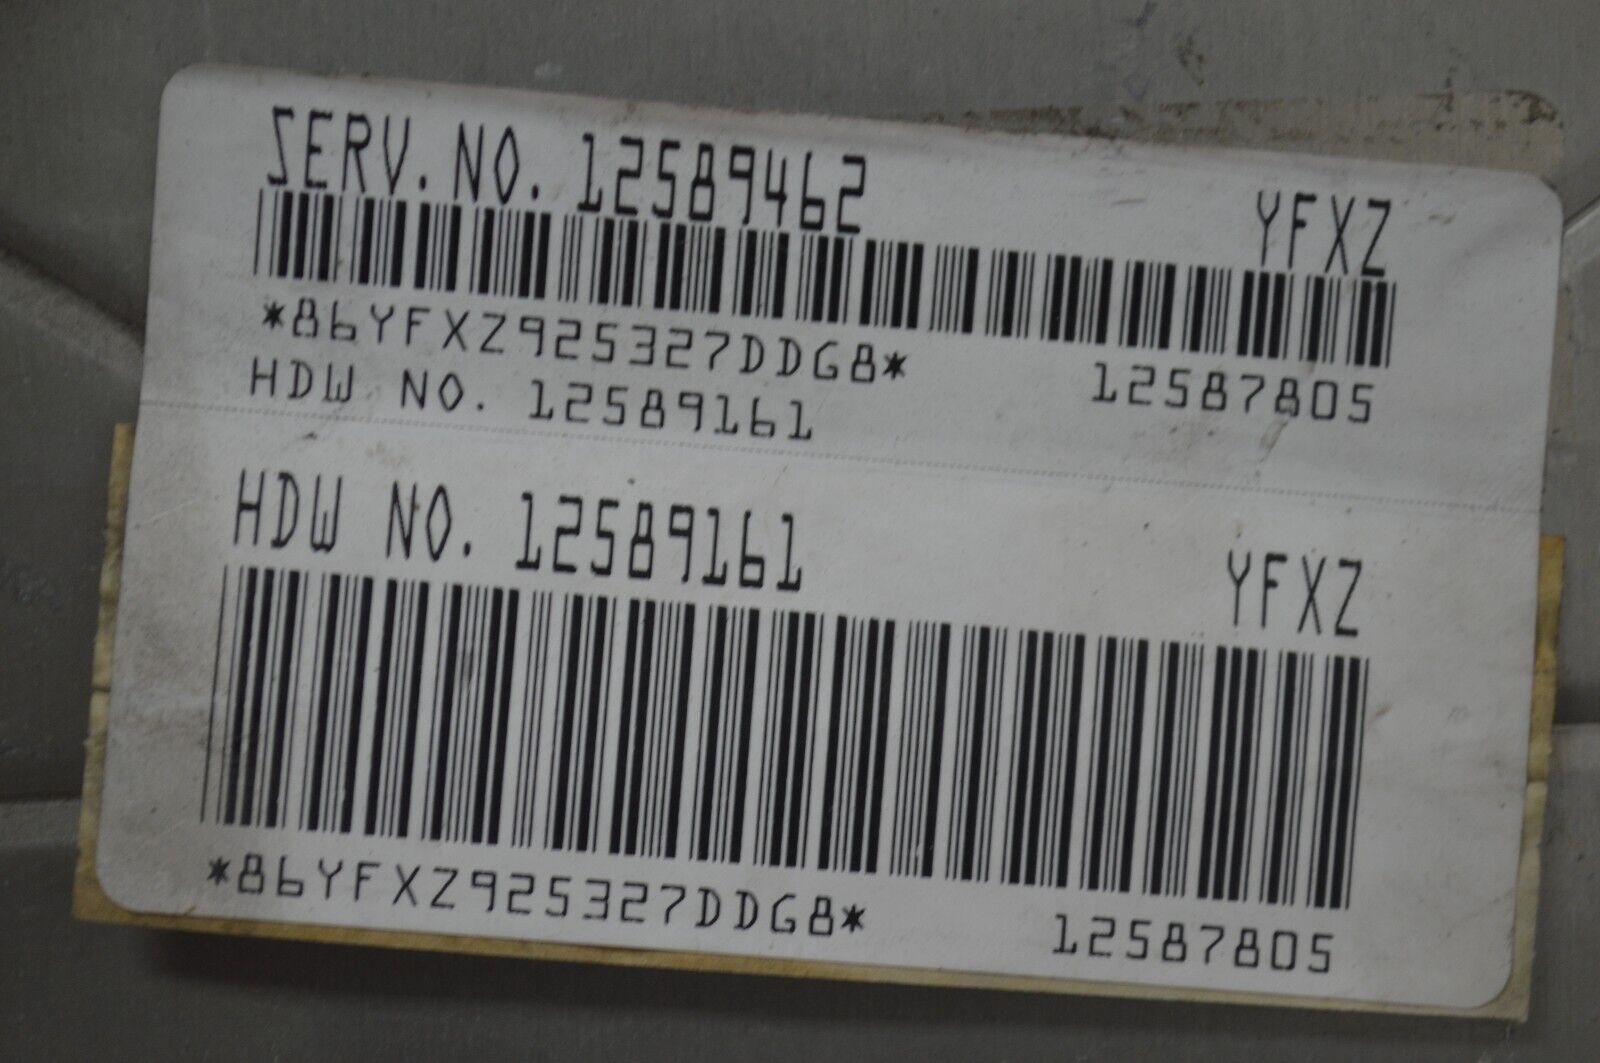 SERV. NO. 12589462 YFXZ
*86YFXZ925327DDG8* 12587805
HDW NO. 12589161
HDW NO. 12589161 YFXZ
*86YFXZ925327DDG8* 12587805